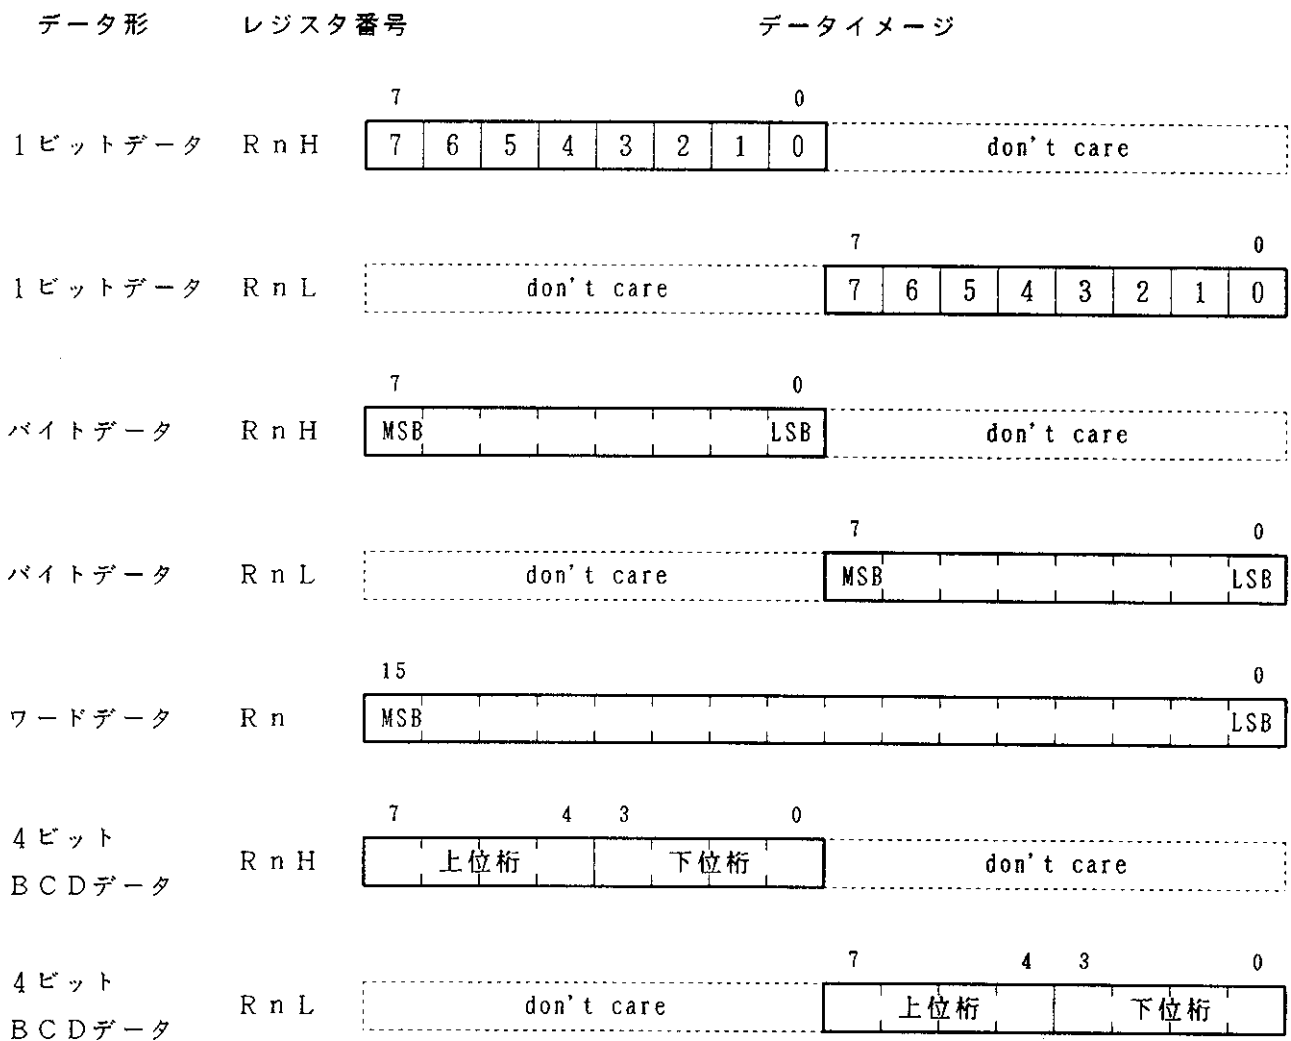 データ形 レジスタ番号 データイメージ
7 0
1ビットデータ RnH 7 6 5 4 3 2 1 0 don't care
7 0
1ビットデータ RnL don't care 7 6 5 4 3 2 1 0
7 0
バイトデータ RnH MSB LSB don't care
7 0
バイトデータ RnL don't care MSB LSB
15 0
ワードデータ Rn MSB LSB
7 4 3 0
4ビット
BCDデータ RnH 上位桁 下位桁 don't care
7 4 3 0
4ビット
BCDデータ RnL don't care 上位桁 下位桁